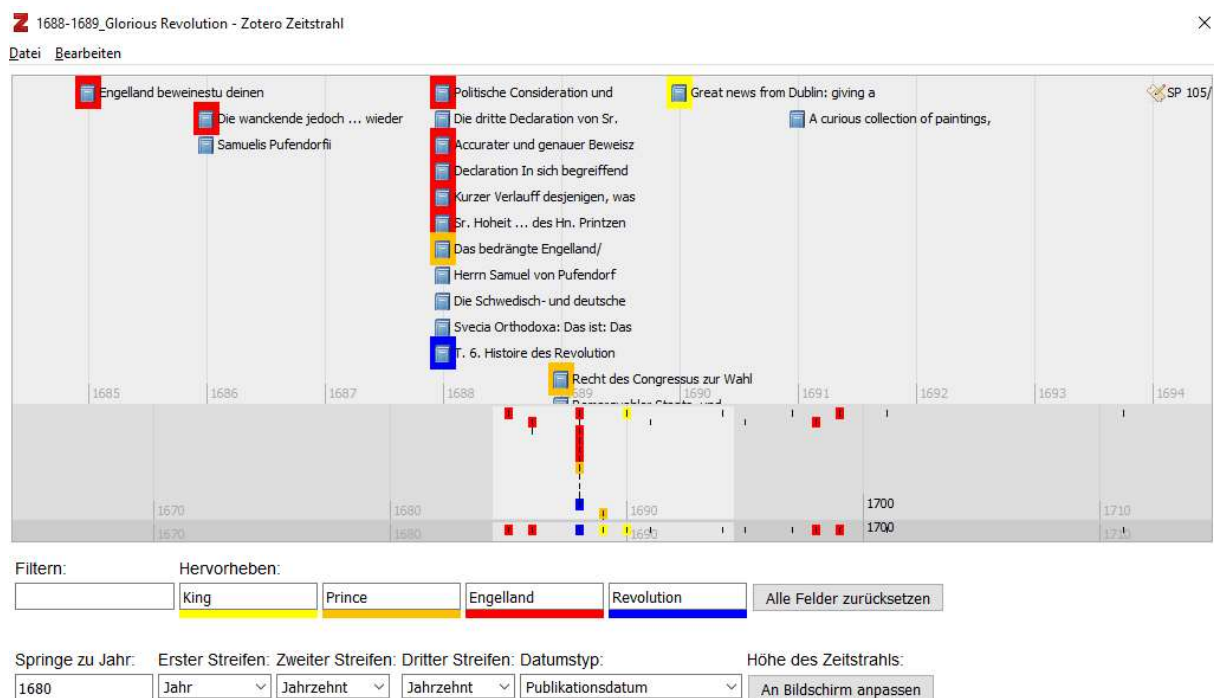 Z 1688-1689_Glorious Revolution - Zotero Zeitstrahl
Datei Bearbeiten
Engelland beweinestu deinen Politische Consideration und Great news from Dublin: giving a SP 105/
Die wanckende jedoch ... wieder Die dritte Declaration von Sr. A curious collection of paintings,
Samuelis Pufendorfii Accurater und genauer Beweisz
Declaration In sich begreiffend
Kurzer Verlauff desjenigen, was
Sr. Hoheit ... des Hn. Printzen
Das bedrängte Engelland/
Herrn Samuel von Pufendorf
Die Schwedisch- und deutsche
Svecia Orthodoxa: Das ist: Das
T. 6. Histoire des Revolution
Recht des Congressus zur Wahl
1685 1686 1687 1688 1689 1690 1691 1692 1693 1694
1670 1680 1690 1700 1710
1670 1680 1690 1700 1710
Filtern: Hervorheben:
King Prince Engelland Revolution Alle Felder zurücksetzen
Springe zu Jahr: Erster Streifen: Zweiter Streifen: Dritter Streifen: Datumstyp: Höhe des Zeitstrahls:
1680 Jahr Jahrzehnt Jahrzehnt Publikationsdatum An Bildschirm anpassen